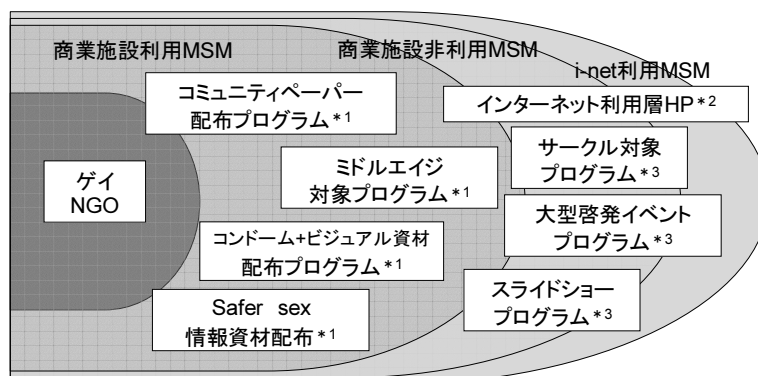 商業施設利用MSM
商業施設非利用MSM
i-net利用MSM
コミュニティペーパー
配布プログラム*1
インターネット利用層HP*2
サークル対象
プログラム*3
ミドルエイジ
対象プログラム*1
ゲイ
NGO
大型啓発イベント
プログラム*3
コンドーム+ビジュアル資材
配布プログラム*1
スライドショー
プログラム*3
Safer sex
情報資材配布*1